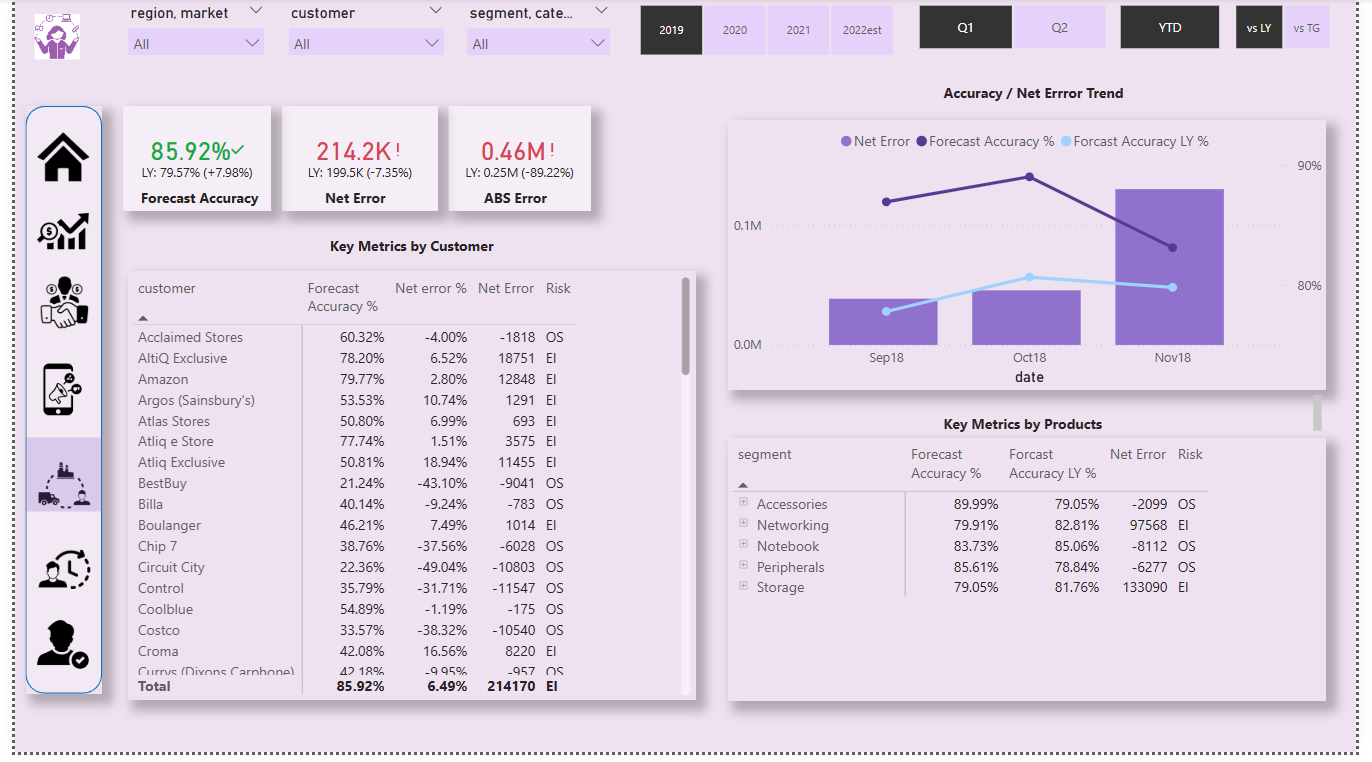 region, market
customer
segment, cate...
All
All
All
2019
2020
2021
2022est
Q1
Q2
YTD
vs LY
vs TG
85.92%
LY: 79.57% (+7.98%)
Forecast Accuracy
214.2K!
LY: 199.5K (-7.35%)
Net Error
0.46M!
LY: 0.25M (-89.22%)
ABS Error
Key Metrics by Customer
customer Forecast Accuracy % Net error % Net Error Risk
Acclaimed Stores 60.32% -4.00% -1818 OS
AltiQ Exclusive 78.20% 6.52% 18751 EI
Amazon 79.77% 2.80% 12848 EI
Argos (Sainsbury's) 53.53% 10.74% 1291 EI
Atlas Stores 50.80% 6.99% 693 EI
Atliq e Store 77.74% 1.51% 3575 EI
Atliq Exclusive 50.81% 18.94% 11455 EI
BestBuy 21.24% -43.10% -9041 OS
Billa 40.14% -9.24% -783 OS
Boulanger 46.21% 7.49% 1014 EI
Chip 7 38.76% -37.56% -6028 OS
Circuit City 22.36% -49.04% -10803 OS
Control 35.79% -31.71% -11547 OS
Coolblue 54.89% -1.19% -175 OS
Costco 33.57% -38.32% -10540 OS
Croma 42.08% 16.56% 8220 EI
Currys (Dixons Carphone) 42.18% -9.95% -957 OS
Total 85.92% 6.49% 214170 EI
Accuracy / Net Errror Trend
Net Error Forecast Accuracy % Forcast Accuracy LY %
90%
0.1M
80%
0.0M
Sep18 Oct18 Nov18
date
Key Metrics by Products
segment Forecast Accuracy % Forcast Accuracy LY % Net Error Risk
Accessories 89.99% 79.05% -2099 OS
Networking 79.91% 82.81% 97568 EI
Notebook 83.73% 85.06% -8112 OS
Peripherals 85.61% 78.84% -6277 OS
Storage 79.05% 81.76% 133090 EI